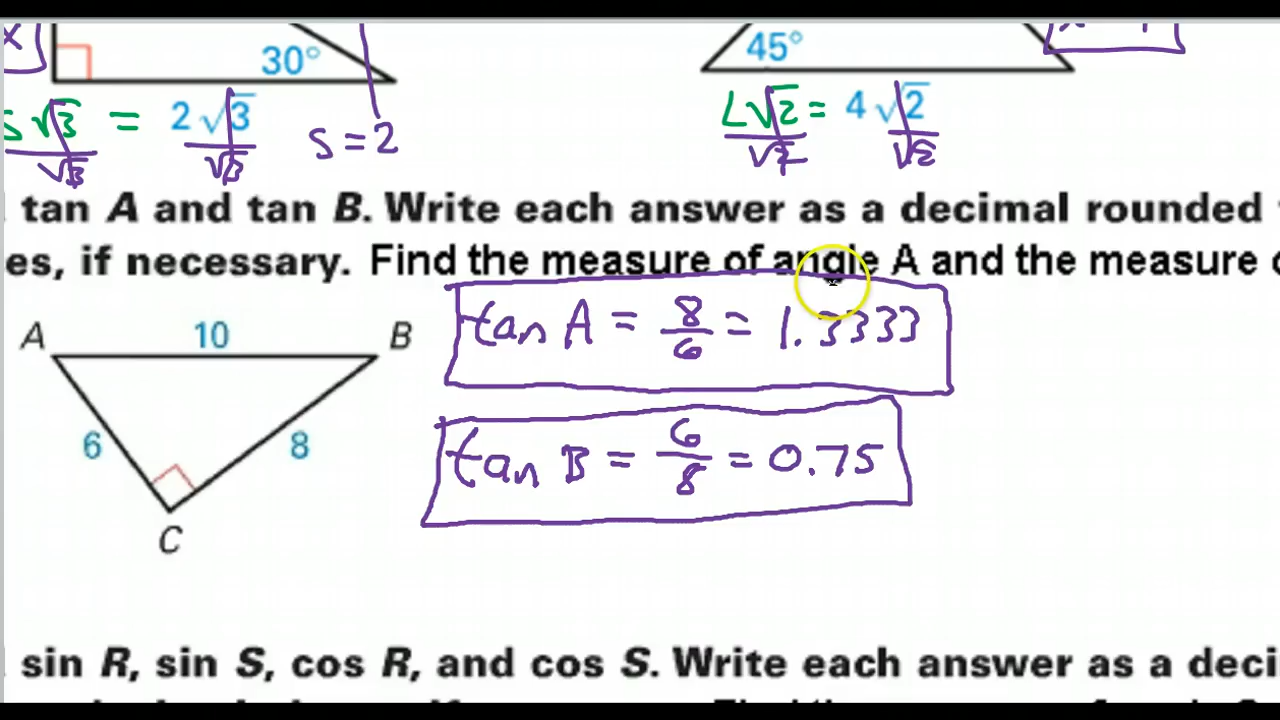 x
30°
45°
s√3 = 2√3
√3 √3
s = 2
L√2 = 4√2
√2 √2
tan A and tan B. Write each answer as a decimal rounded
es, if necessary. Find the measure of angle A and the measure
A 10 B
6 8
C
tan A = 8/6 = 1.3333
tan B = 6/8 = 0.75
sin R, sin S, cos R, and cos S. Write each answer as a deci